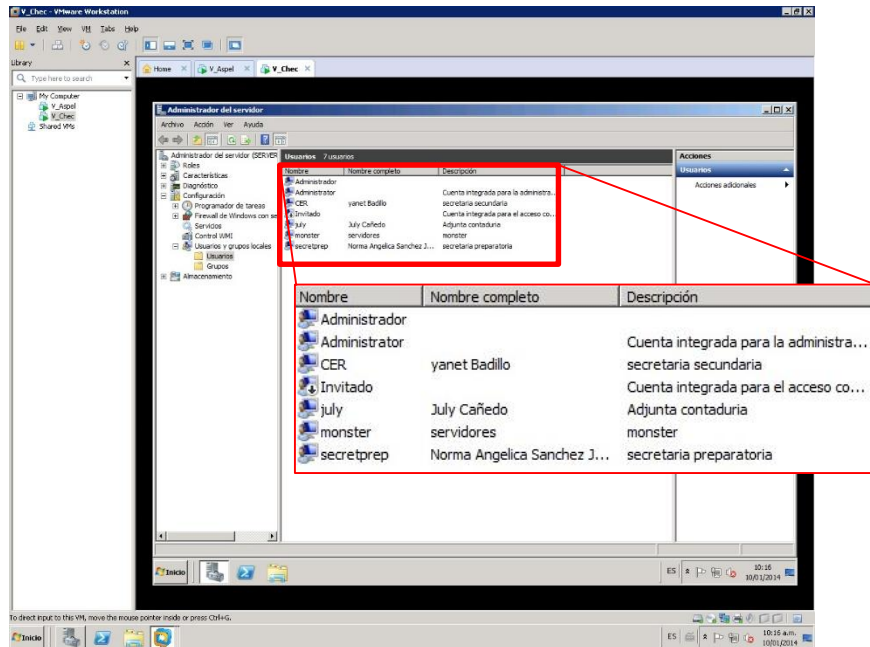 V_Chec - VMware Workstation
File Edit View VM Tabs Help
Library
Type here to search
My Computer
V_Aspel
V_Chec
Shared VMs
Home V_Aspel V_Chec
Administrador del servidor
Archivo Acción Ver Ayuda
Administrador del servidor (SERVER
Roles
Características
Diagnóstico
Configuración
Programador de tareas
Firewall de Windows con se
Servicios
Control WMI
Usuarios y grupos locales
Usuarios
Grupos
Almacenamiento
Usuarios 7 usuarios
Nombre Nombre completo Descripción
Administrador
Administrator Cuenta integrada para la administra...
CER yanet Badillo secretaria secundaria
Invitado Cuenta integrada para el acceso co...
july July Cañedo Adjunta contaduria
monster servidores monster
secretprep Norma Angelica Sanchez J... secretaria preparatoria
Acciones
Usuarios
Acciones adicionales
Nombre Nombre completo Descripción
Administrador
Administrator Cuenta integrada para la administra...
CER yanet Badillo secretaria secundaria
Invitado Cuenta integrada para el acceso co...
july July Cañedo Adjunta contaduria
monster servidores monster
secretprep Norma Angelica Sanchez J... secretaria preparatoria
Inicio ES 10:16
10/01/2014
To direct input to this VM, move the mouse pointer inside or press Ctrl+G.
Inicio ES 10:16 a.m.
10/01/2014